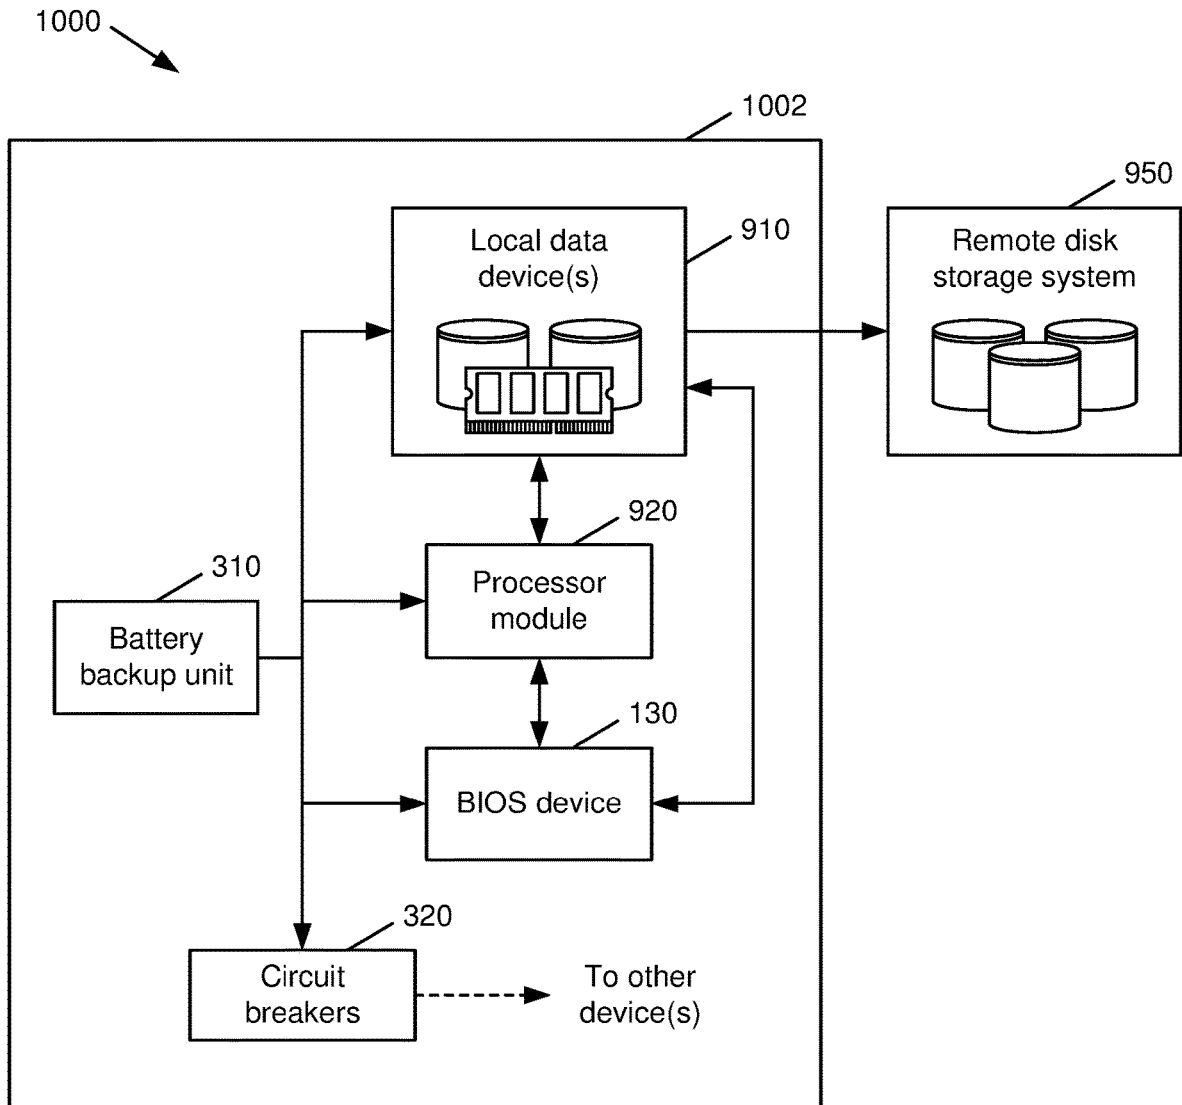 1000
1002
950
Local data
device(s)
910
Remote disk
storage system
920
Processor
module
310
Battery
backup unit
130
BIOS device
320
Circuit
breakers
To other
device(s)